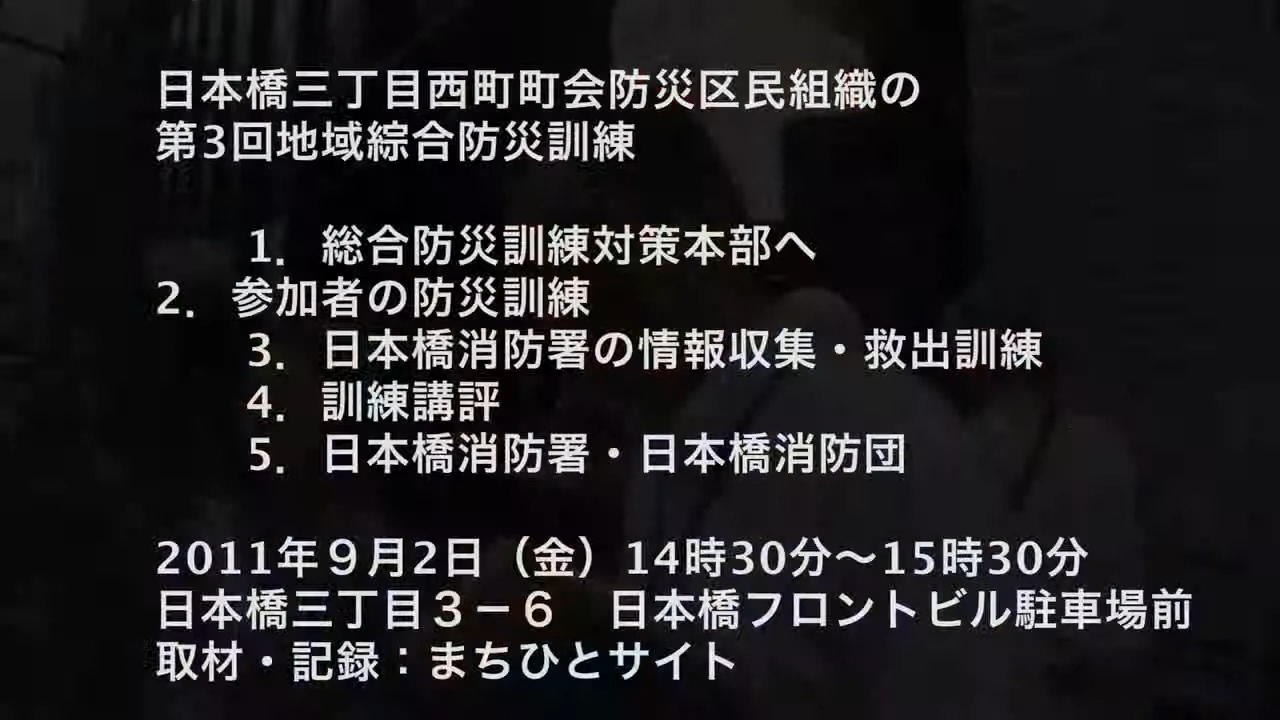 日本橋三丁目西町町会防災区民組織の
第3回地域綜合防災訓練
1．総合防災訓練対策本部へ
2．参加者の防災訓練
3．日本橋消防署の情報収集・救出訓練
4．訓練講評
5．日本橋消防署・日本橋消防団
2011年９月2日（金）14時30分〜15時30分
日本橋三丁目３－６　日本橋フロントビル駐車場前
取材・記録：まちひとサイト